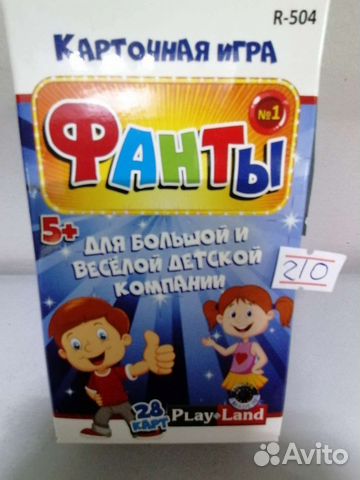 R-504
КАРТОЧНАЯ ИГРА
№1
ФАНТЫ
5+
ДЛЯ БОЛЬШОЙ И
ВЕСЁЛОЙ ДЕТСКОЙ
КОМПАНИИ
210
28
КАРТ
PLAY LAND
Avito